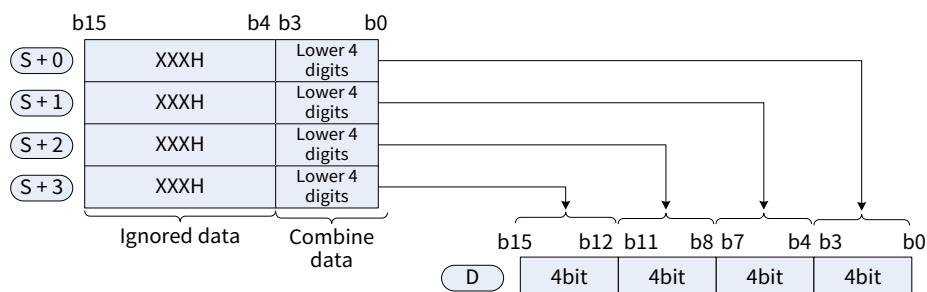 b15 b4 b3 b0
S + 0 XXXH Lower 4
digits
S + 1 XXXH Lower 4
digits
S + 2 XXXH Lower 4
digits
S + 3 XXXH Lower 4
digits
Ignored data Combine
data
b15 b12 b11 b8 b7 b4 b3 b0
D 4bit 4bit 4bit 4bit